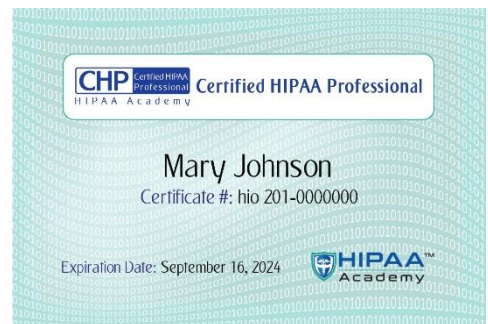 CHP Certified HIPAA
Professional
HIPAA Academy
Certified HIPAA Professional
Mary Johnson
Certificate #: hio 201-0000000
Expiration Date: September 16, 2024
HIPAA™
Academy